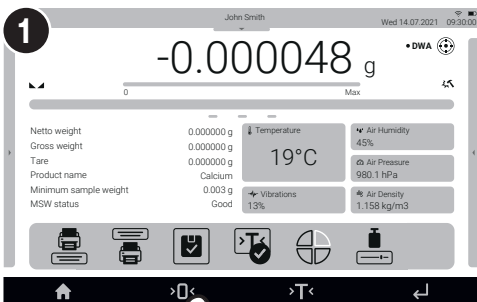 1
John Smith
Wed 14.07.2021 09:30:00
-0.000048 g
• DWA
0 Max
Netto weight 0.000000 g
Gross weight 0.000000 g
Tare 0.000000 g
Product name Calcium
Minimum sample weight 0.003 g
MSW status Good
Temperature
19°C
Vibrations
13%
Air Humidity
45%
Air Preasure
980.1 hPa
Air Density
1.158 kg/m3
>T<
>0<
>T<